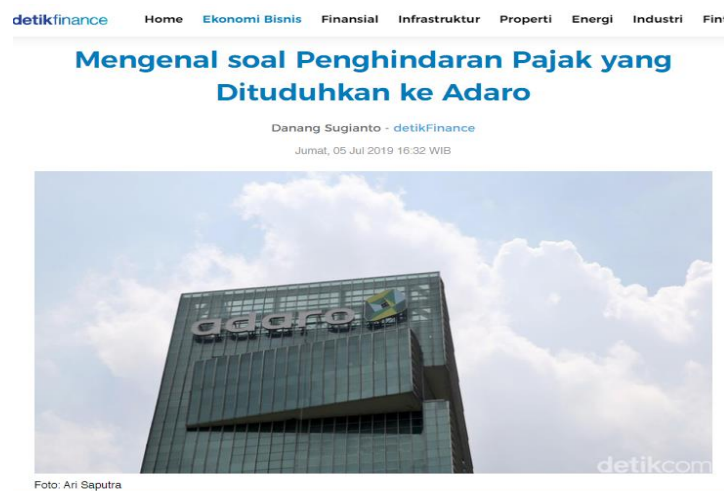 detikfinance Home Ekonomi Bisnis Finansial Infrastruktur Properti Energi Industri
Mengenal soal Penghindaran Pajak yang
Dituduhkan ke Adaro
Danang Sugianto - detikFinance
Jumat, 05 Jul 2019 16:32 WIB
adaro
detikcom
Foto: Ari Saputra